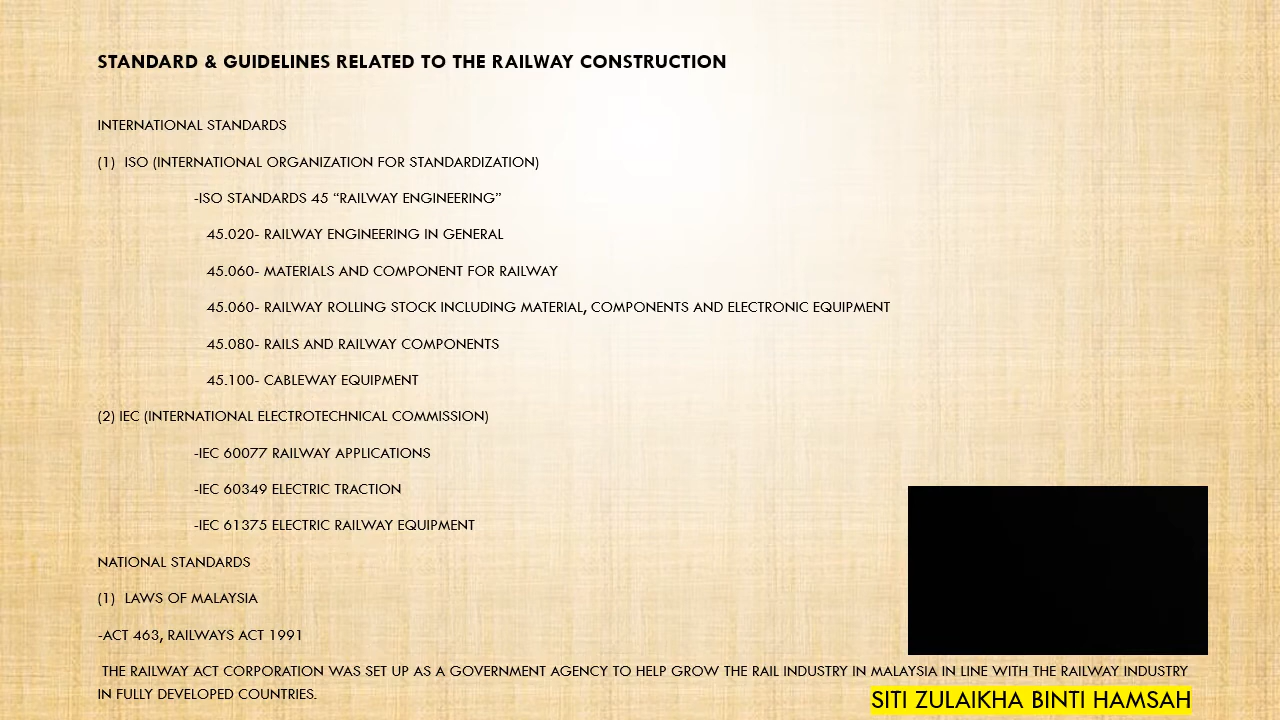 STANDARD & GUIDELINES RELATED TO THE RAILWAY CONSTRUCTION
INTERNATIONAL STANDARDS
(1) ISO (INTERNATIONAL ORGANIZATION FOR STANDARDIZATION)
-ISO STANDARDS 45 “RAILWAY ENGINEERING”
45.020- RAILWAY ENGINEERING IN GENERAL
45.060- MATERIALS AND COMPONENT FOR RAILWAY
45.060- RAILWAY ROLLING STOCK INCLUDING MATERIAL, COMPONENTS AND ELECTRONIC EQUIPMENT
45.080- RAILS AND RAILWAY COMPONENTS
45.100- CABLEWAY EQUIPMENT
(2) IEC (INTERNATIONAL ELECTROTECHNICAL COMMISSION)
-IEC 60077 RAILWAY APPLICATIONS
-IEC 60349 ELECTRIC TRACTION
-IEC 61375 ELECTRIC RAILWAY EQUIPMENT
NATIONAL STANDARDS
(1) LAWS OF MALAYSIA
-ACT 463, RAILWAYS ACT 1991
THE RAILWAY ACT CORPORATION WAS SET UP AS A GOVERNMENT AGENCY TO HELP GROW THE RAIL INDUSTRY IN MALAYSIA IN LINE WITH THE RAILWAY INDUSTRY
IN FULLY DEVELOPED COUNTRIES.
SITI ZULAIKHA BINTI HAMSAH